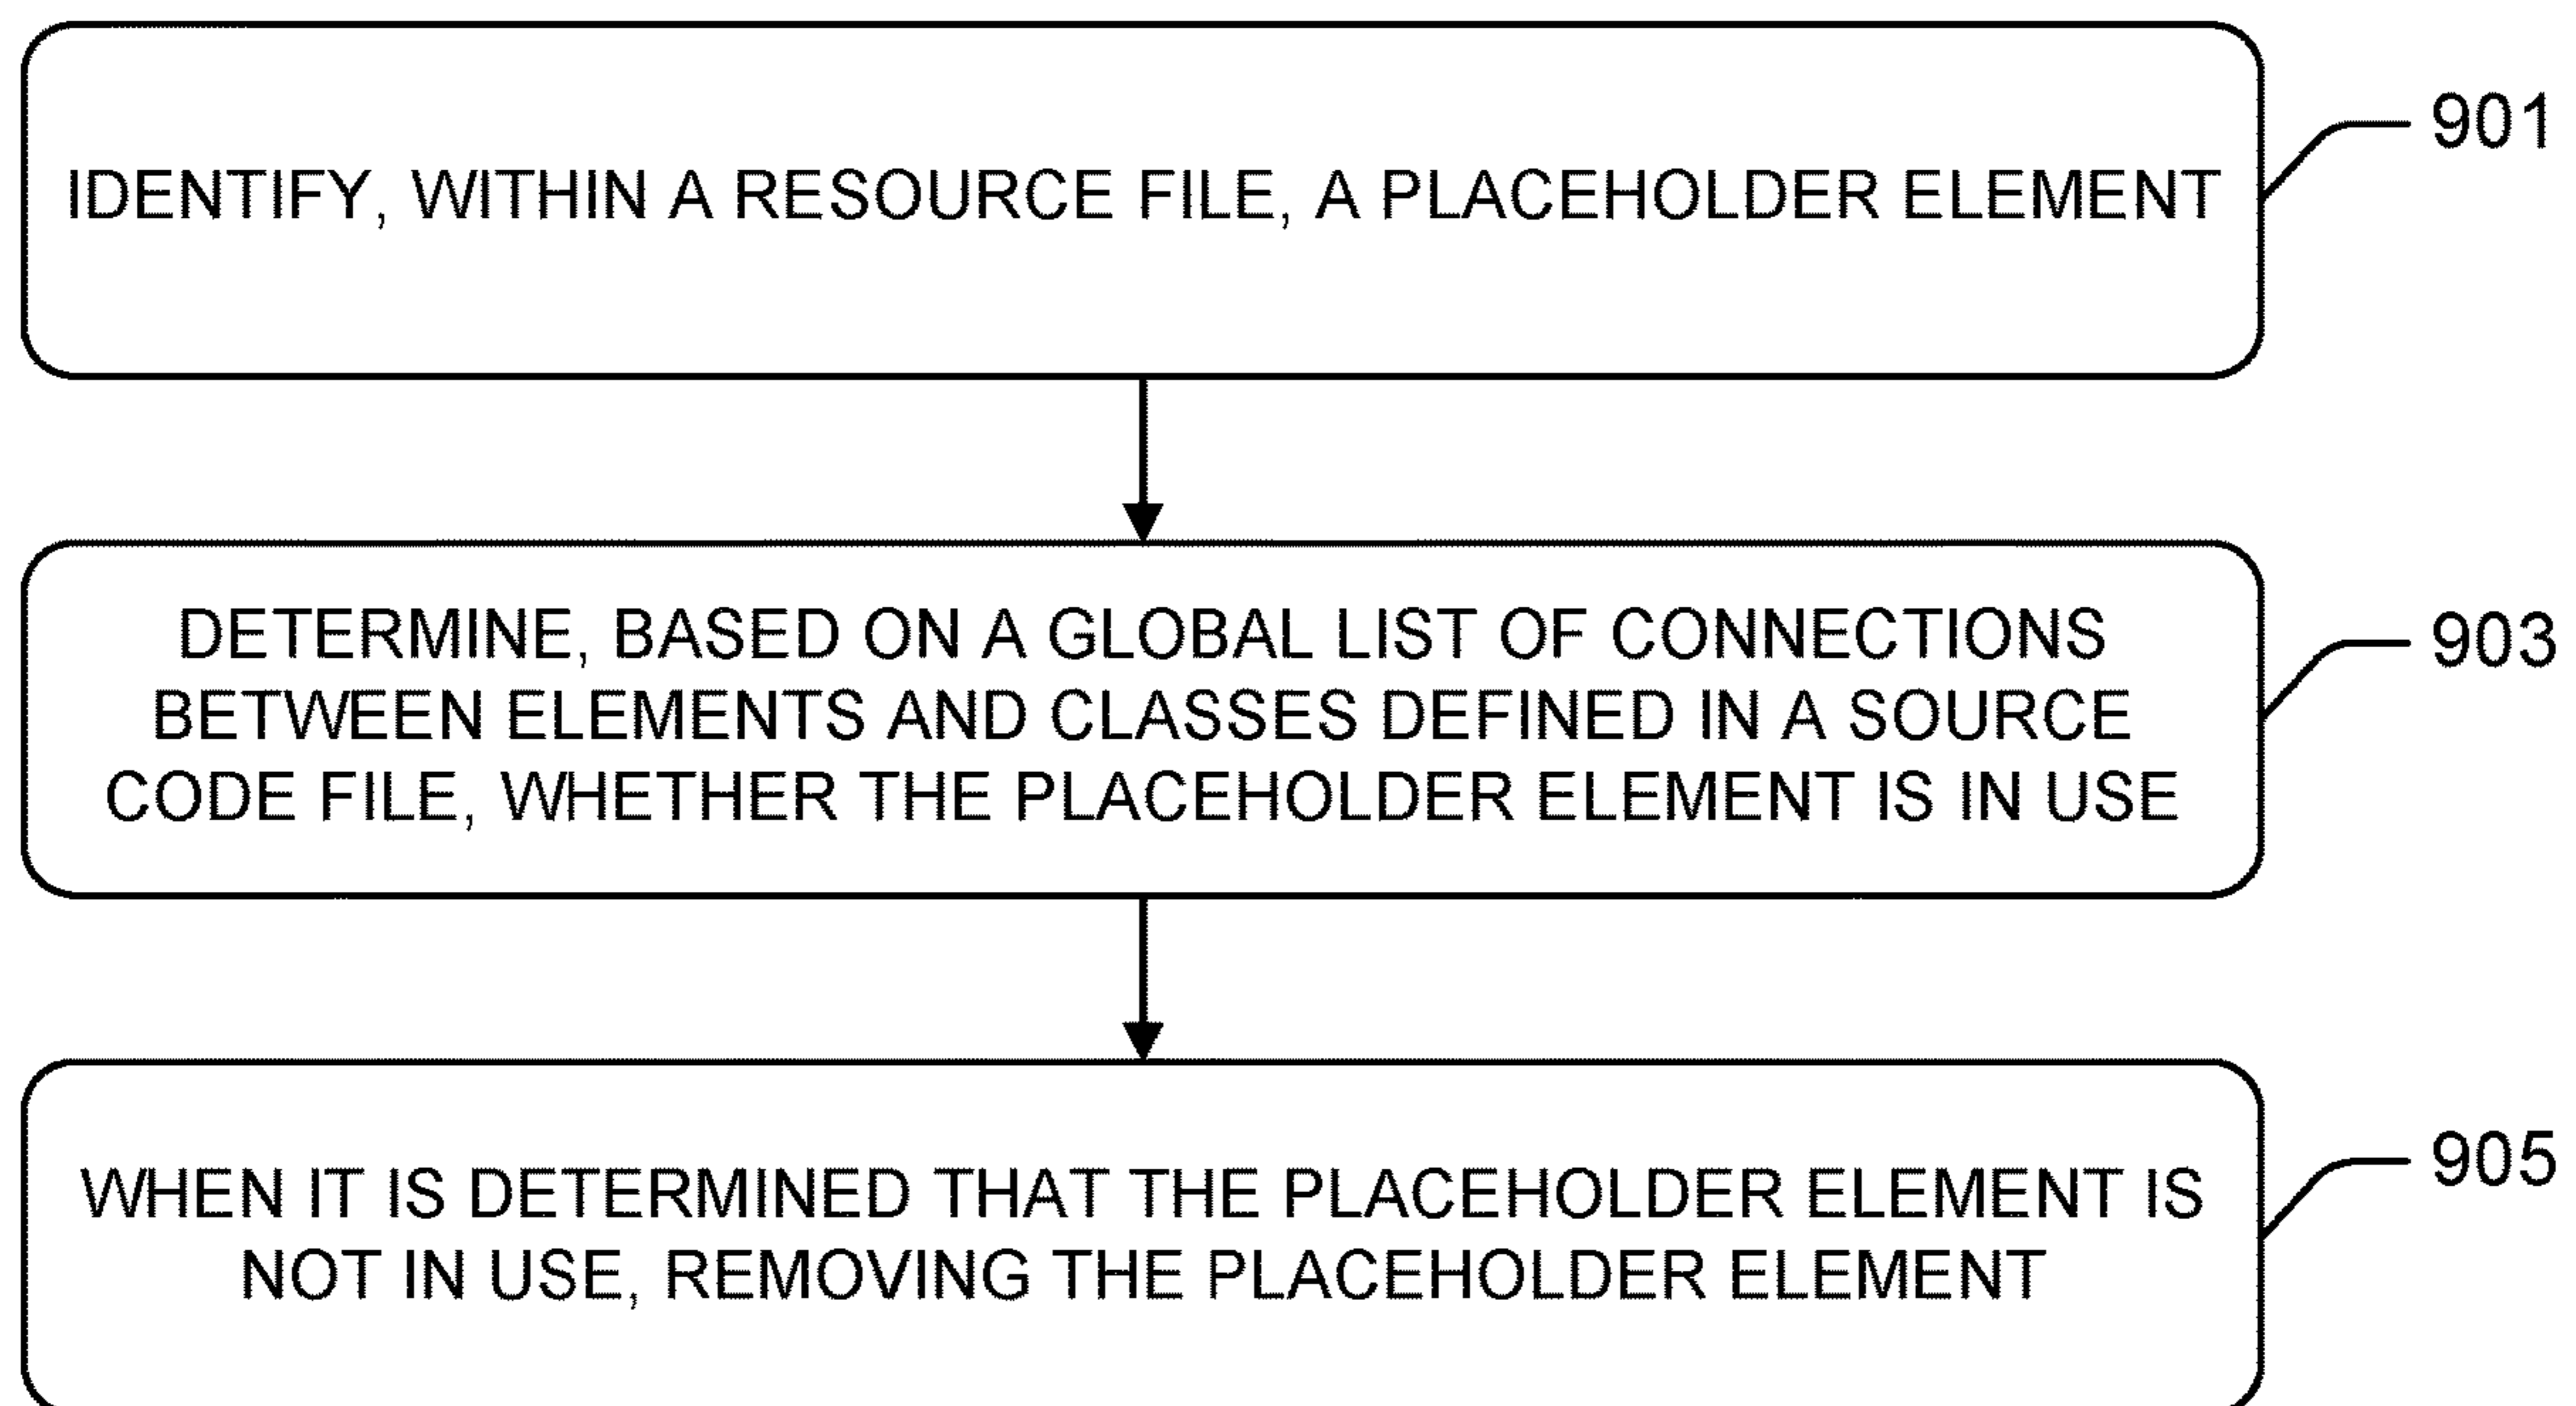 IDENTIFY, WITHIN A RESOURCE FILE, A PLACEHOLDER ELEMENT
901
DETERMINE, BASED ON A GLOBAL LIST OF CONNECTIONS
BETWEEN ELEMENTS AND CLASSES DEFINED IN A SOURCE
CODE FILE, WHETHER THE PLACEHOLDER ELEMENT IS IN USE
903
WHEN IT IS DETERMINED THAT THE PLACEHOLDER ELEMENT IS
NOT IN USE, REMOVING THE PLACEHOLDER ELEMENT
905